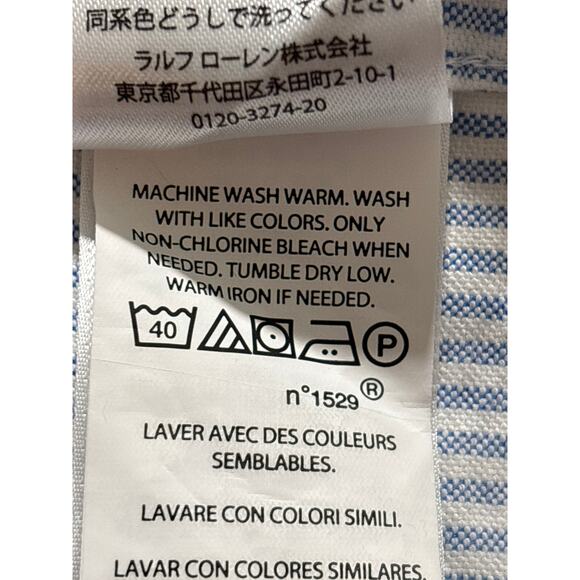 同系色どうしで洗ってください
ラルフ ローレン株式会社
東京都千代田区永田町2-10-1
0120-3274-20
MACHINE WASH WARM. WASH
WITH LIKE COLORS. ONLY
NON-CHLORINE BLEACH WHEN
NEEDED. TUMBLE DRY LOW.
WARM IRON IF NEEDED.
40 P
n°1529®
LAVER AVEC DES COULEURS
SEMBLABLES.
LAVARE CON COLORI SIMILI.
LAVAR CON COLORES SIMILARES.